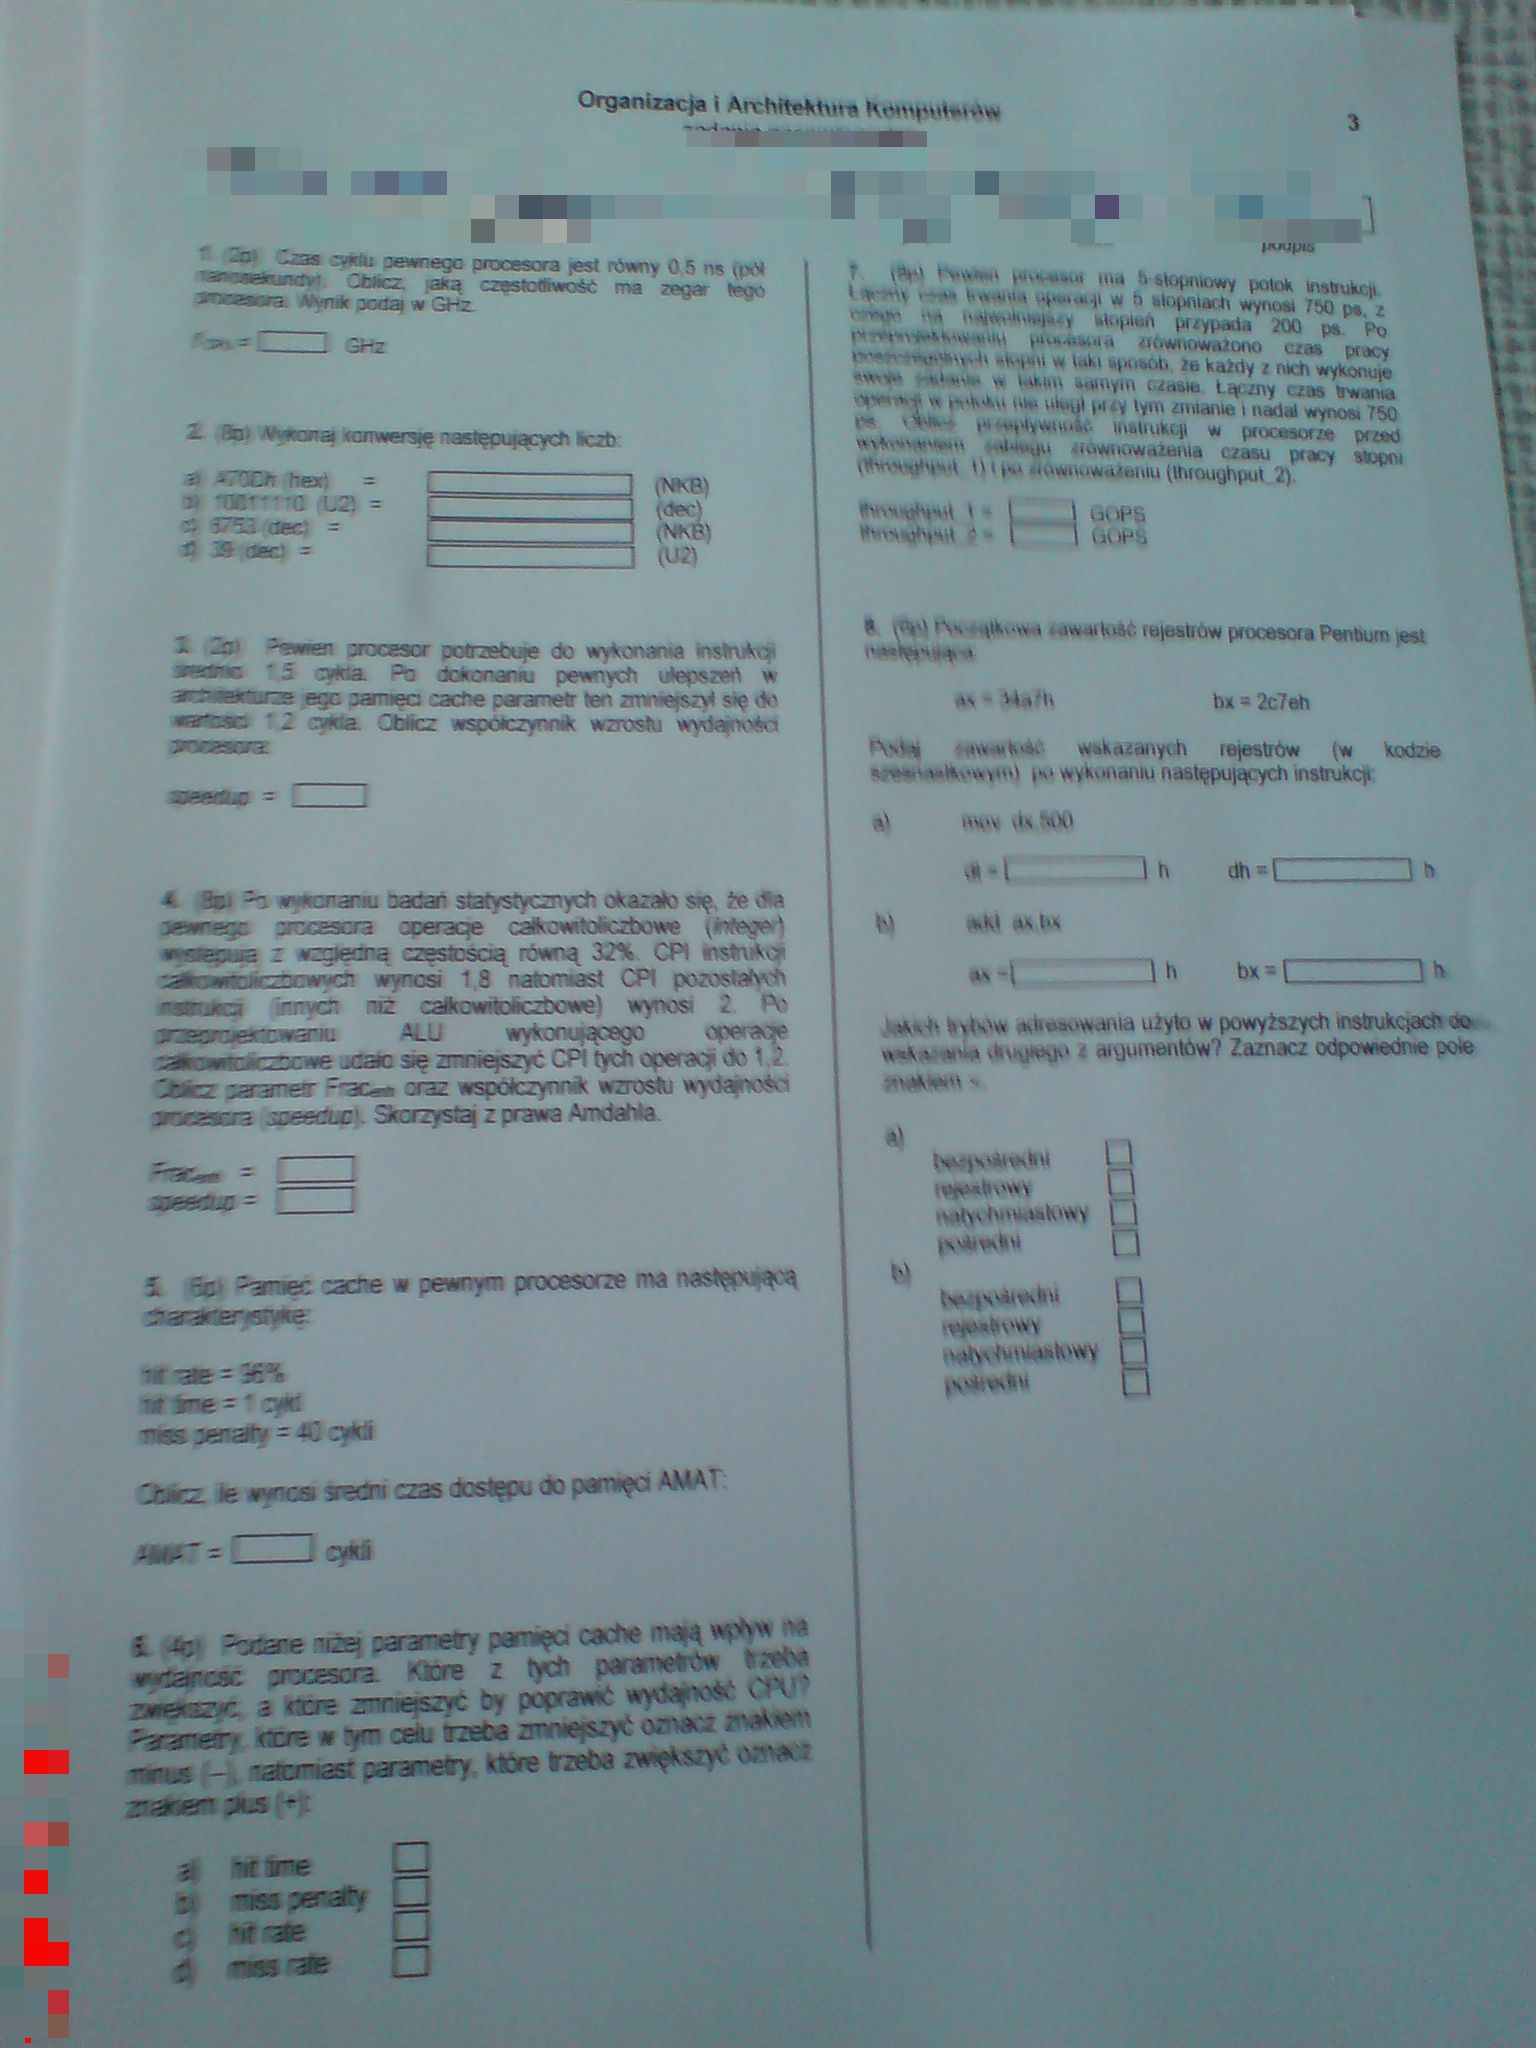 Organizacja i Architektura Komputerów
3
podpis
1. (2p) Czas cyklu pewnego procesora jest równy 0,5 ns (pół
nanosekundy). Oblicz, jaką częstotliwość ma zegar tego
procesora. Wynik podaj w GHz.
= GHz
2. (8p) Wykonaj konwersję następujących liczb:
a) (hex) = (NKB)
b) 10011110 (U2) = (dec)
c) (dec) = (NKB)
d) 39 (dec) = (U2)
3. (2p) Pewien procesor potrzebuje do wykonania instrukcji
średnio 1,5 cykla. Po dokonaniu pewnych ulepszeń w
architekturze jego pamięci cache parametr ten zmniejszył się do
wartości 1,2 cykla. Oblicz współczynnik wzrostu wydajności
procesora:
speedup =
4. (8p) Po wykonaniu badań statystycznych okazało się, że dla
pewnego procesora operacje całkowitoliczbowe (integer)
występują z względną częstością równą 32%. CPI instrukcji
całkowitoliczbowych wynosi 1,8 natomiast CPI pozostałych
instrukcji (innych niż całkowitoliczbowe) wynosi 2. Po
przeprojektowaniu ALU wykonującego operacje
całkowitoliczbowe udało się zmniejszyć CPI tych operacji do 1,2.
Oblicz parametr Fracenh oraz współczynnik wzrostu wydajności
procesora (speedup). Skorzystaj z prawa Amdahla.
Fracenh =
speedup =
5. (6p) Pamięć cache w pewnym procesorze ma następującą
charakterystykę:
hit rate = 96%
hit time = 1 cykl
miss penalty = 40 cykli
Oblicz, ile wynosi średni czas dostępu do pamięci AMAT:
AMAT = cykli
6. (4p) Podane niżej parametry pamięci cache mają wpływ na
wydajność procesora. Które z tych parametrów trzeba
zwiększyć, a które zmniejszyć by poprawić wydajność CPU?
Parametry, które w tym celu trzeba zmniejszyć oznacz znakiem
minus (–), natomiast parametry, które trzeba zwiększyć oznacz
znakiem plus (+):
a) hit time
b) miss penalty
c) hit rate
d) miss rate
7. (8p) Pewien procesor ma 5-stopniowy potok instrukcji.
Łączny czas trwania operacji w 5 stopniach wynosi 750 ps, z
czego na najwolniejszy stopień przypada 200 ps. Po
przeprojektowaniu procesora zrównoważono czas pracy
poszczególnych stopni w taki sposób, że każdy z nich wykonuje
swoje zadania w takim samym czasie. Łączny czas trwania
operacji w potoku nie uległ przy tym zmianie i nadal wynosi 750
ps. Oblicz przepływność instrukcji w procesorze przed
wykonaniem zabiegu zrównoważenia czasu pracy stopni
(throughput_1) i po zrównoważeniu (throughput_2).
throughput_1 = GOPS
throughput_2 = GOPS
8. (6p) Początkowa zawartość rejestrów procesora Pentium jest
następująca:
ax = 34a7h bx = 2c7eh
Podaj zawartość wskazanych rejestrów (w kodzie
szesnastkowym) po wykonaniu następujących instrukcji:
a) mov dx,500
dl = h dh = h
b) add ax,bx
ax = h bx = h
Jakich trybów adresowania użyto w powyższych instrukcjach do
wskazania drugiego z argumentów? Zaznacz odpowiednie pole
znakiem x.
a)
bezpośredni
rejestrowy
natychmiastowy
pośredni
b)
bezpośredni
rejestrowy
natychmiastowy
pośredni